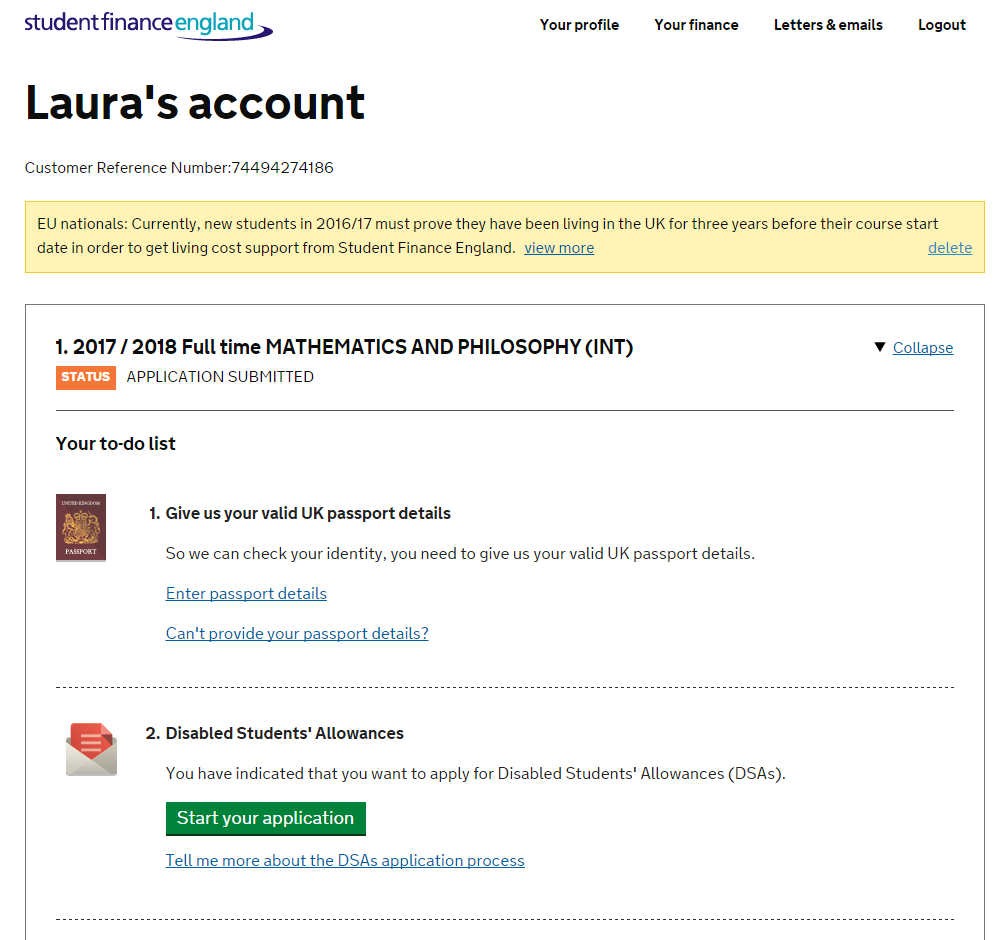 studentfinanceengland
Your profile Your finance Letters & emails Logout
Laura's account
Customer Reference Number:74494274186
EU nationals: Currently, new students in 2016/17 must prove they have been living in the UK for three years before their course start
date in order to get living cost support from Student Finance England. view more delete
1. 2017 / 2018 Full time MATHEMATICS AND PHILOSOPHY (INT) ▼ Collapse
STATUS APPLICATION SUBMITTED
Your to-do list
UNITED KINGDOM
PASSPORT
1. Give us your valid UK passport details
So we can check your identity, you need to give us your valid UK passport details.
Enter passport details
Can't provide your passport details?
2. Disabled Students' Allowances
You have indicated that you want to apply for Disabled Students' Allowances (DSAs).
Start your application
Tell me more about the DSAs application process